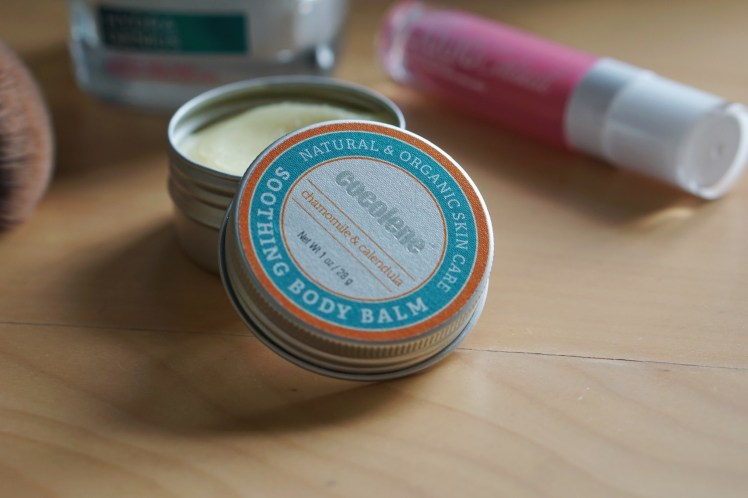 NATURAL & ORGANIC SKIN CARE
cocolene
chamomile & calendula
Net Wt 1 oz / 28 g
SOOTHING BODY BALM